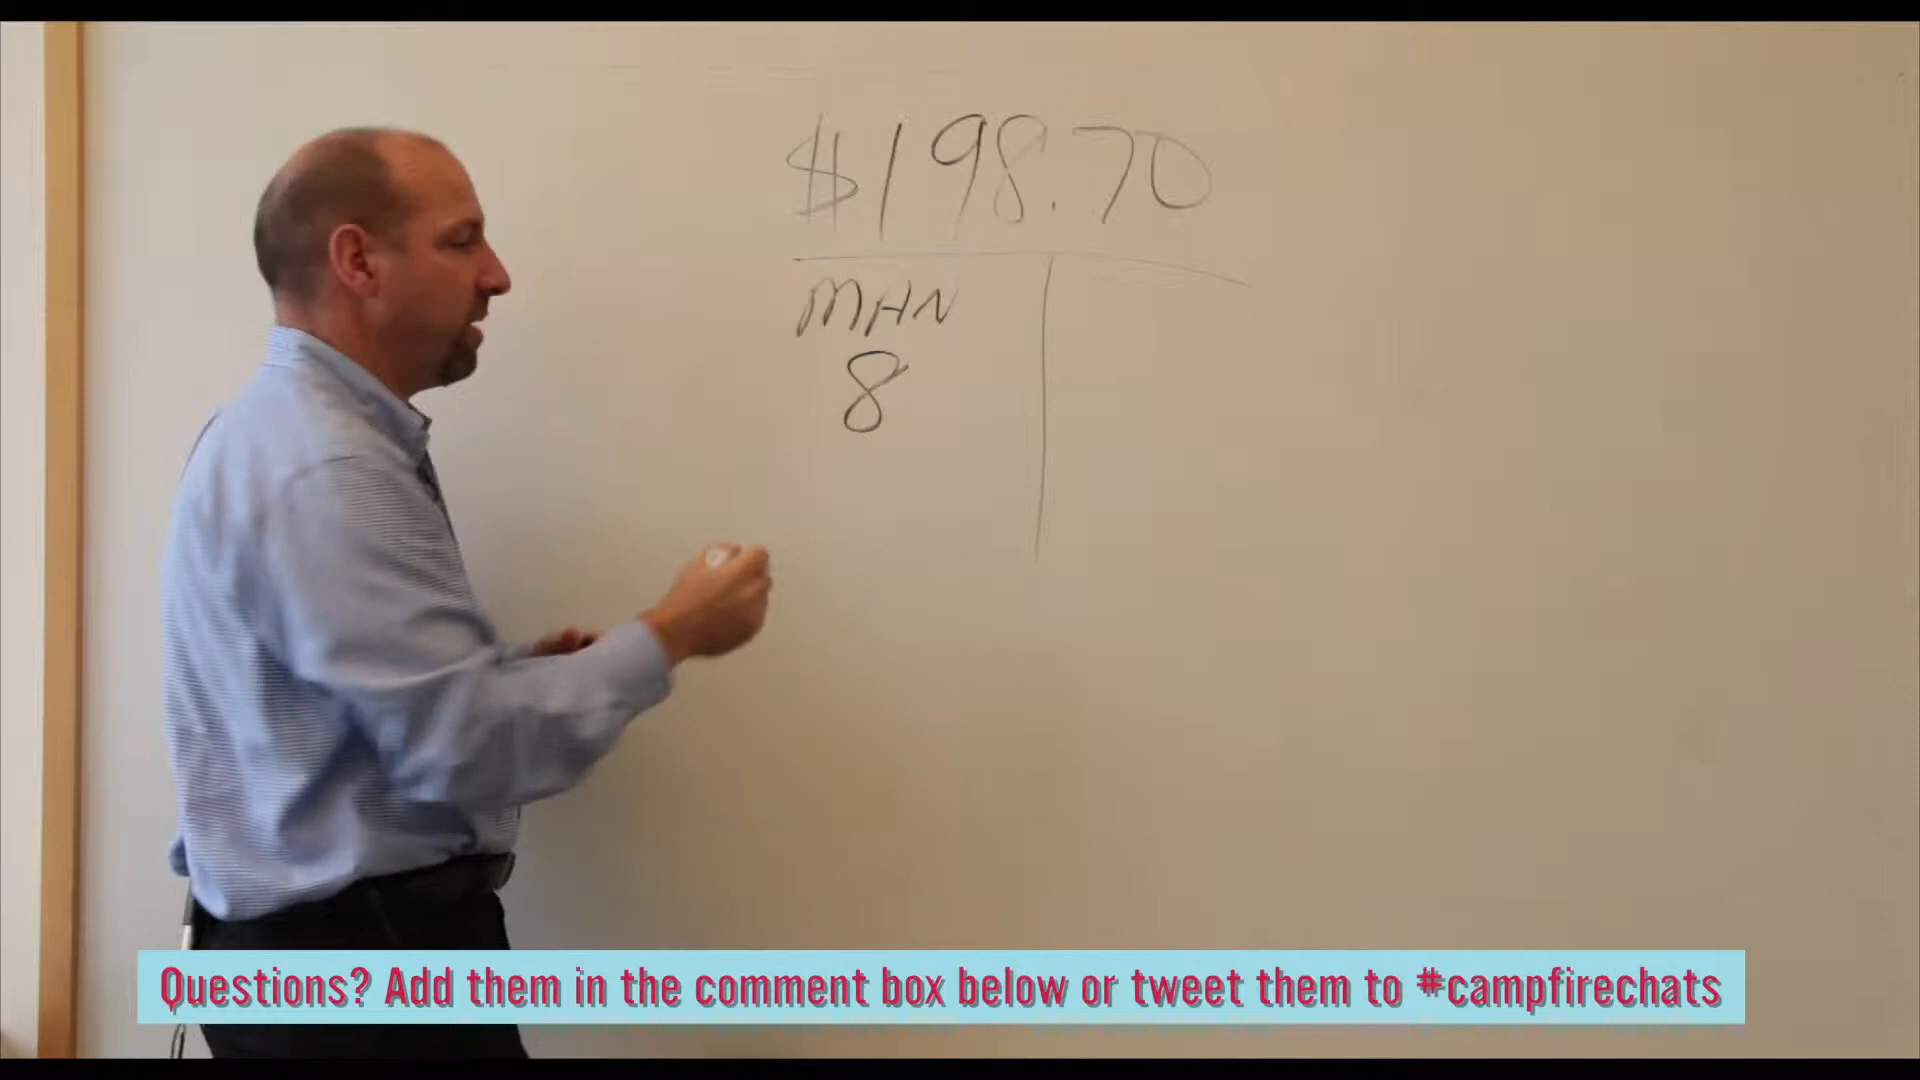 $198.70
MAN
8
Questions? Add them in the comment box below or tweet them to #campfirechats